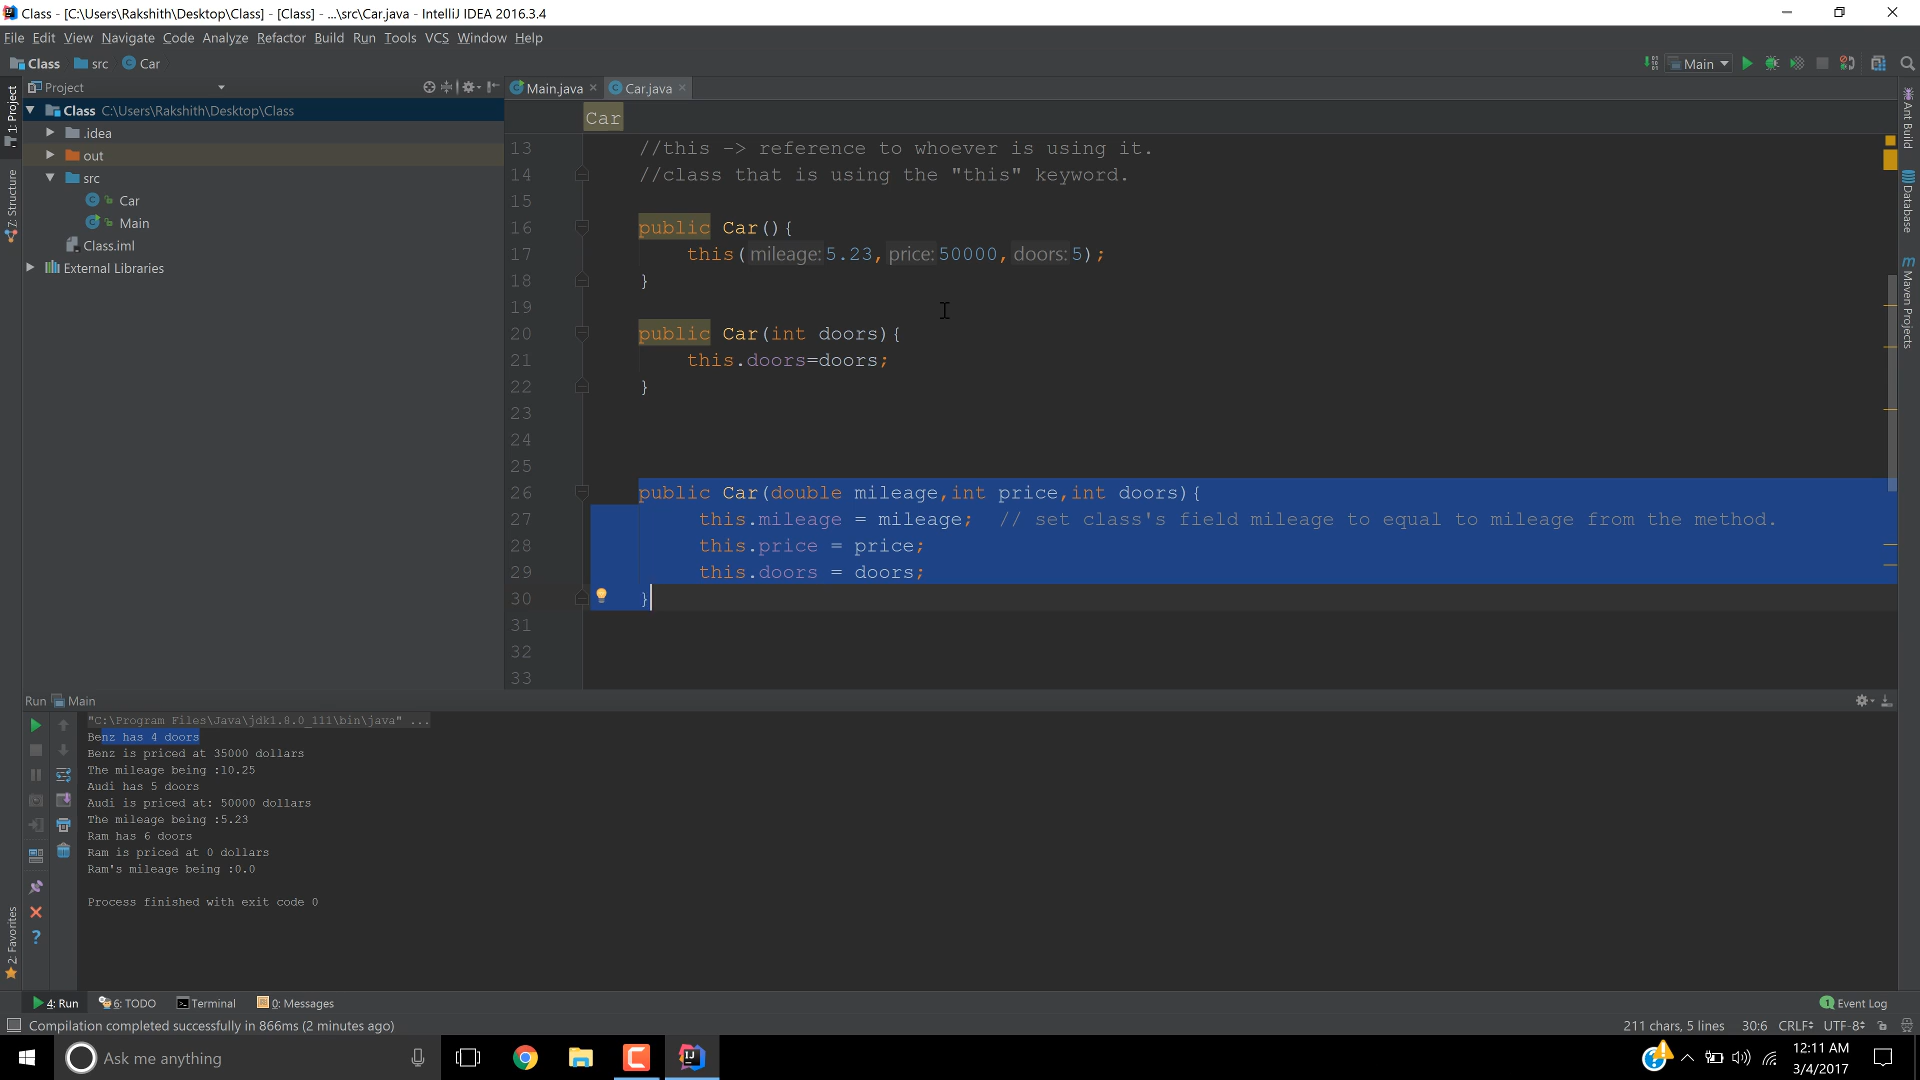 Class - [C:\Users\Rakshith\Desktop\Class] - [Class] - ...\src\Car.java - IntelliJ IDEA 2016.3.4
File Edit View Navigate Code Analyze Refactor Build Run Tools VCS Window Help
Class src Car
Main
Project
Main.java Car.java
1: Project
Z: Structure
2: Favorites
Class C:\Users\Rakshith\Desktop\Class
.idea
out
src
Car
Main
Class.iml
External Libraries
Car
13 //this -> reference to whoever is using it.
14 //class that is using the "this" keyword.
15
16 public Car(){
17 this( mileage: 5.23, price: 50000, doors: 5);
18 }
19
20 public Car(int doors){
21 this.doors=doors;
22 }
23
24
25
26 public Car(double mileage,int price,int doors){
27 this.mileage = mileage; // set class's field mileage to equal to mileage from the method.
28 this.price = price;
29 this.doors = doors;
30 }
31
32
33
Ant Build
Database
Maven Projects
Run Main
"C:\Program Files\Java\jdk1.8.0_111\bin\java" ...
Benz has 4 doors
Benz is priced at 35000 dollars
The mileage being :10.25
Audi has 5 doors
Audi is priced at: 50000 dollars
The mileage being :5.23
Ram has 6 doors
Ram is priced at 0 dollars
Ram's mileage being :0.0
Process finished with exit code 0
4: Run 6: TODO Terminal 0: Messages
1 Event Log
Compilation completed successfully in 866ms (2 minutes ago)
211 chars, 5 lines 30:6 CRLF UTF-8
Ask me anything
12:11 AM
3/4/2017